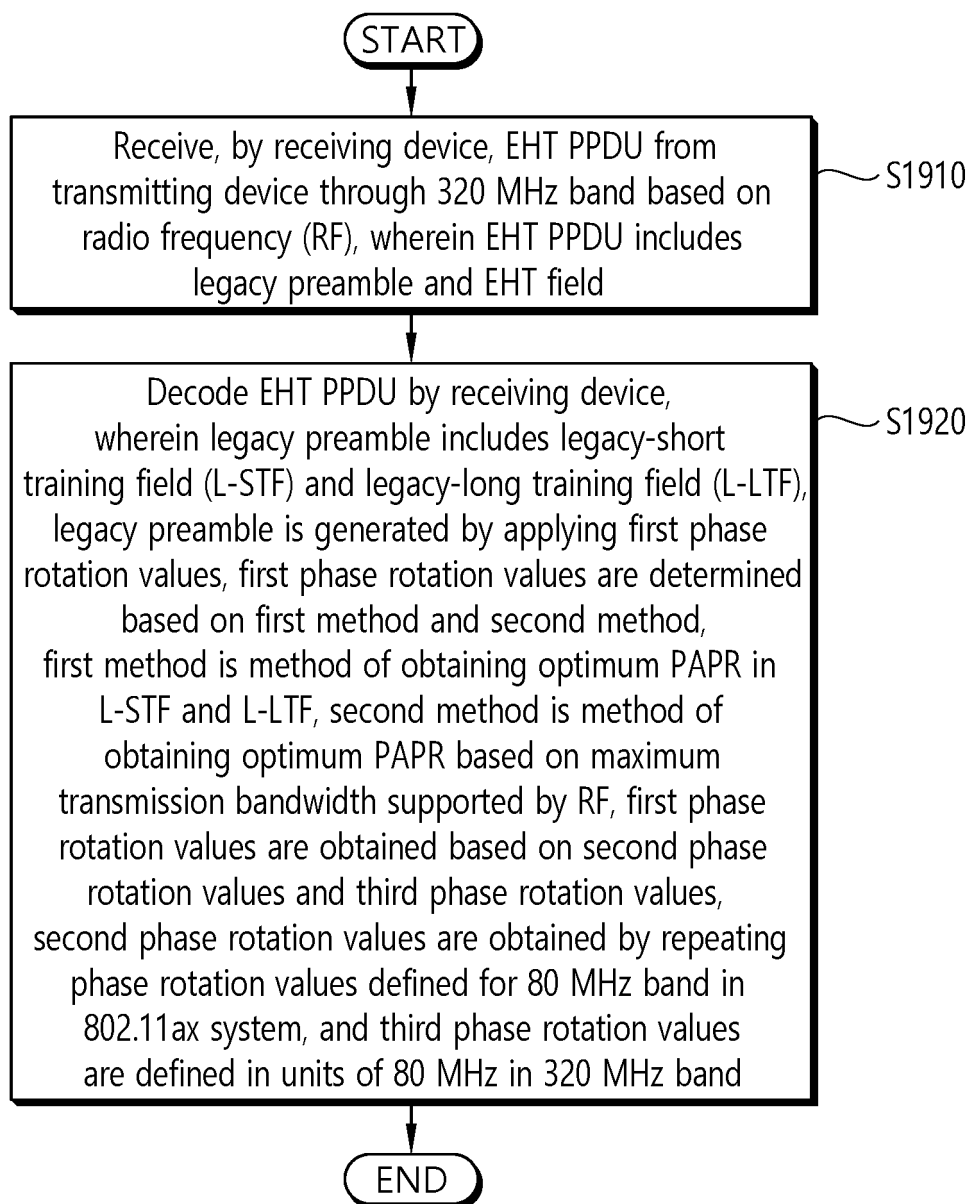 START
Receive, by receiving device, EHT PPDU from
transmitting device through 320 MHz band based on
radio frequency (RF), wherein EHT PPDU includes
legacy preamble and EHT field
S1910
Decode EHT PPDU by receiving device,
wherein legacy preamble includes legacy-short
training field (L-STF) and legacy-long training field (L-LTF),
legacy preamble is generated by applying first phase
rotation values, first phase rotation values are determined
based on first method and second method,
first method is method of obtaining optimum PAPR in
L-STF and L-LTF, second method is method of
obtaining optimum PAPR based on maximum
transmission bandwidth supported by RF, first phase
rotation values are obtained based on second phase
rotation values and third phase rotation values,
second phase rotation values are obtained by repeating
phase rotation values defined for 80 MHz band in
802.11ax system, and third phase rotation values
are defined in units of 80 MHz in 320 MHz band
S1920
END